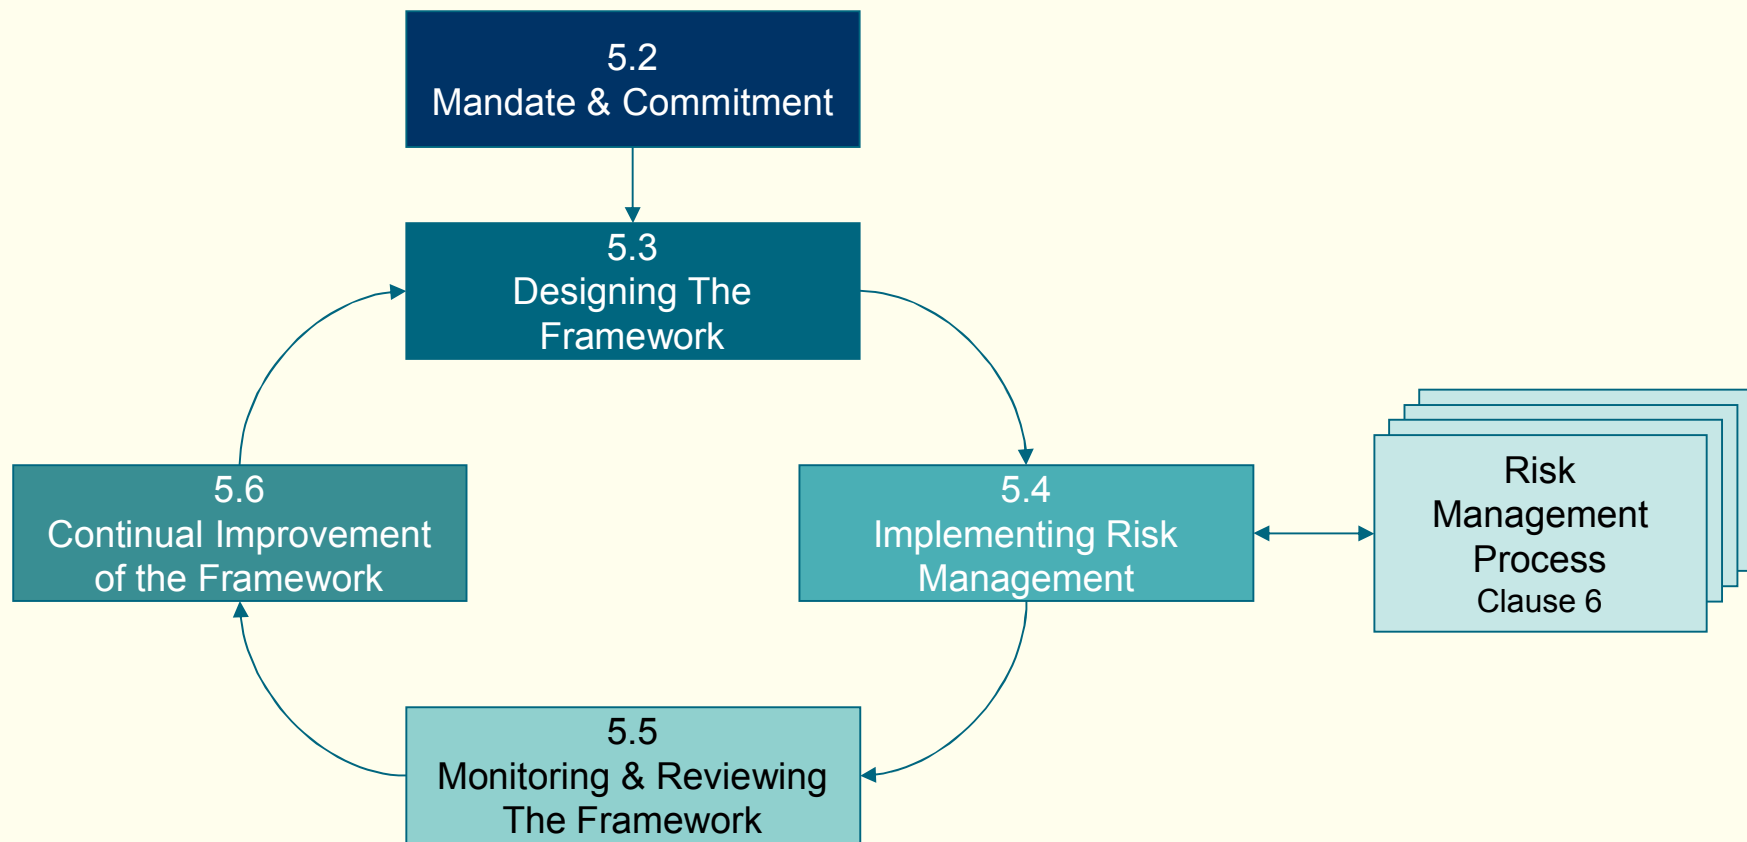 5.2
Mandate & Commitment
5.3
Designing The
Framework
5.6
Continual Improvement
of the Framework
5.4
Implementing Risk
Management
Risk
Management
Process
Clause 6
5.5
Monitoring & Reviewing
The Framework